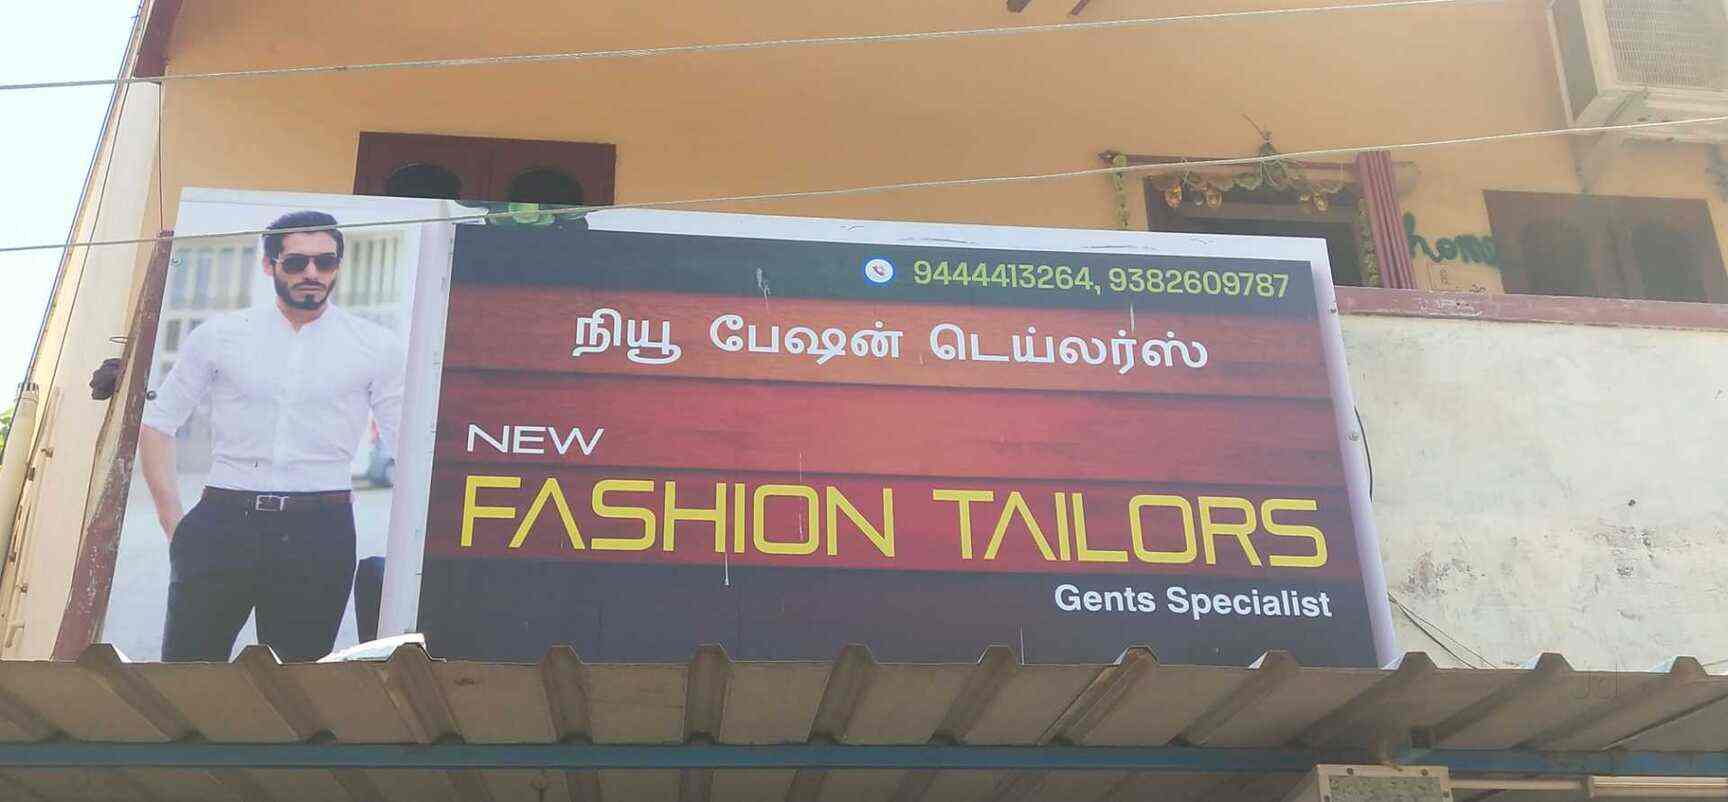 9444413264, 9382609787
நியூ பேஷன் டெய்லர்ஸ்
NEW
FASHION TAILORS
Gents Specialist